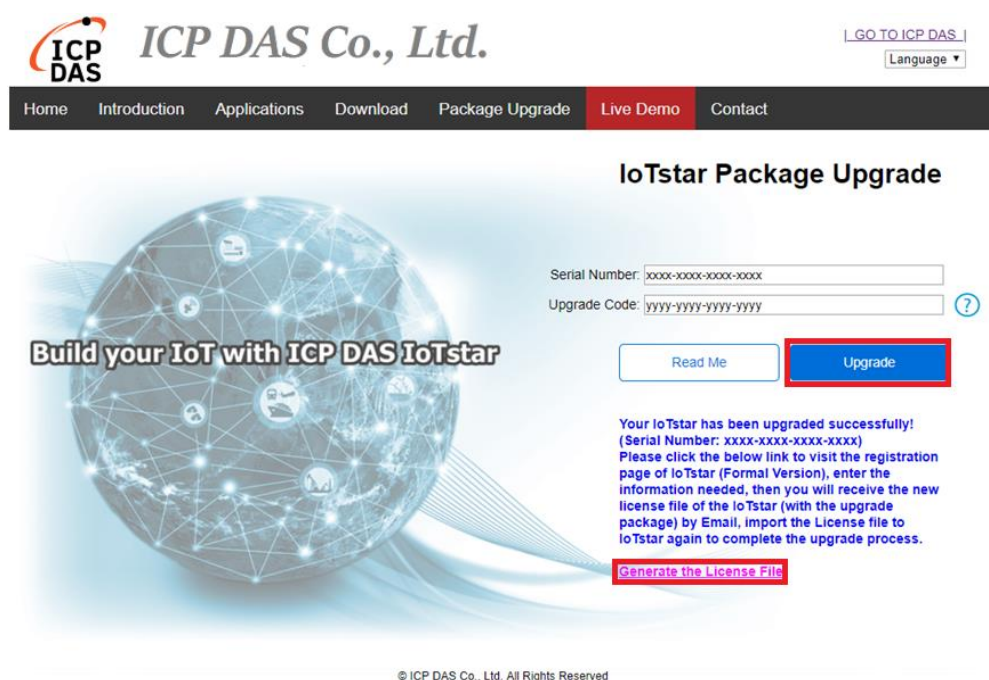 ICP
DAS
ICP DAS Co., Ltd.
| GO TO ICP DAS |
Language ▼
Home Introduction Applications Download Package Upgrade Live Demo Contact
IoTstar Package Upgrade
Serial Number: xxxx-xxxx-xxxx-xxxx
Upgrade Code: yyyy-yyyy-yyyy-yyyy
?
Build your IoT with ICP DAS IoTstar
Read Me Upgrade
Your IoTstar has been upgraded successfully!
(Serial Number: xxxx-xxxx-xxxx-xxxx)
Please click the below link to visit the registration
page of IoTstar (Formal Version), enter the
information needed, then you will receive the new
license file of the IoTstar (with the upgrade
package) by Email, import the License file to
IoTstar again to complete the upgrade process.
Generate the License File
© ICP DAS Co., Ltd. All Rights Reserved